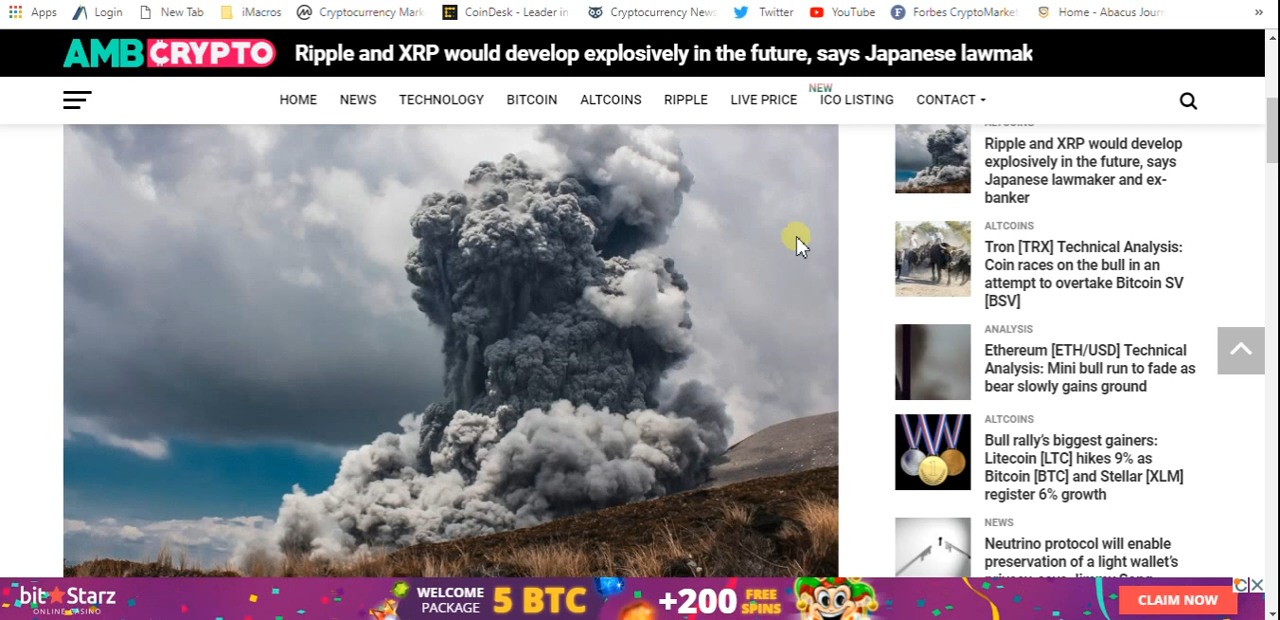 Apps Login New Tab iMacros Cryptocurrency Mark CoinDesk - Leader in Cryptocurrency News Twitter YouTube Forbes CryptoMarket Home - Abacus Journ »
AMBCRYPTO Ripple and XRP would develop explosively in the future, says Japanese lawmak
NEW
HOME NEWS TECHNOLOGY BITCOIN ALTCOINS RIPPLE LIVE PRICE ICO LISTING CONTACT
ALTCOINS
Ripple and XRP would develop
explosively in the future, says
Japanese lawmaker and ex-
banker
ALTCOINS
Tron [TRX] Technical Analysis:
Coin races on the bull in an
attempt to overtake Bitcoin SV
[BSV]
ANALYSIS
Ethereum [ETH/USD] Technical
Analysis: Mini bull run to fade as
bear slowly gains ground
ALTCOINS
Bull rally's biggest gainers:
Litecoin [LTC] hikes 9% as
Bitcoin [BTC] and Stellar [XLM]
register 6% growth
NEWS
Neutrino protocol will enable
preservation of a light wallet's
privacy, says Jimmy Song
bitStarz
ONLINE CASINO
WELCOME
PACKAGE
5 BTC
+200
FREE
SPINS
CLAIM NOW